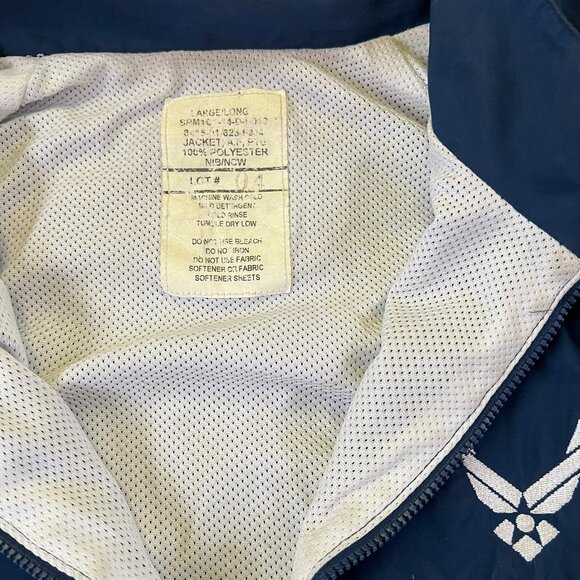 LARGE/LONG
JACKET, A.F., PTU
100% POLYESTER
NIB/NCW
LOT #
MACHINE WASH COLD
MILD DETERGENT
COLD RINSE
TUMBLE DRY LOW
DO NOT USE BLEACH
DO NOT IRON
DO NOT USE FABRIC
SOFTENER OR FABRIC
SOFTENER SHEETS